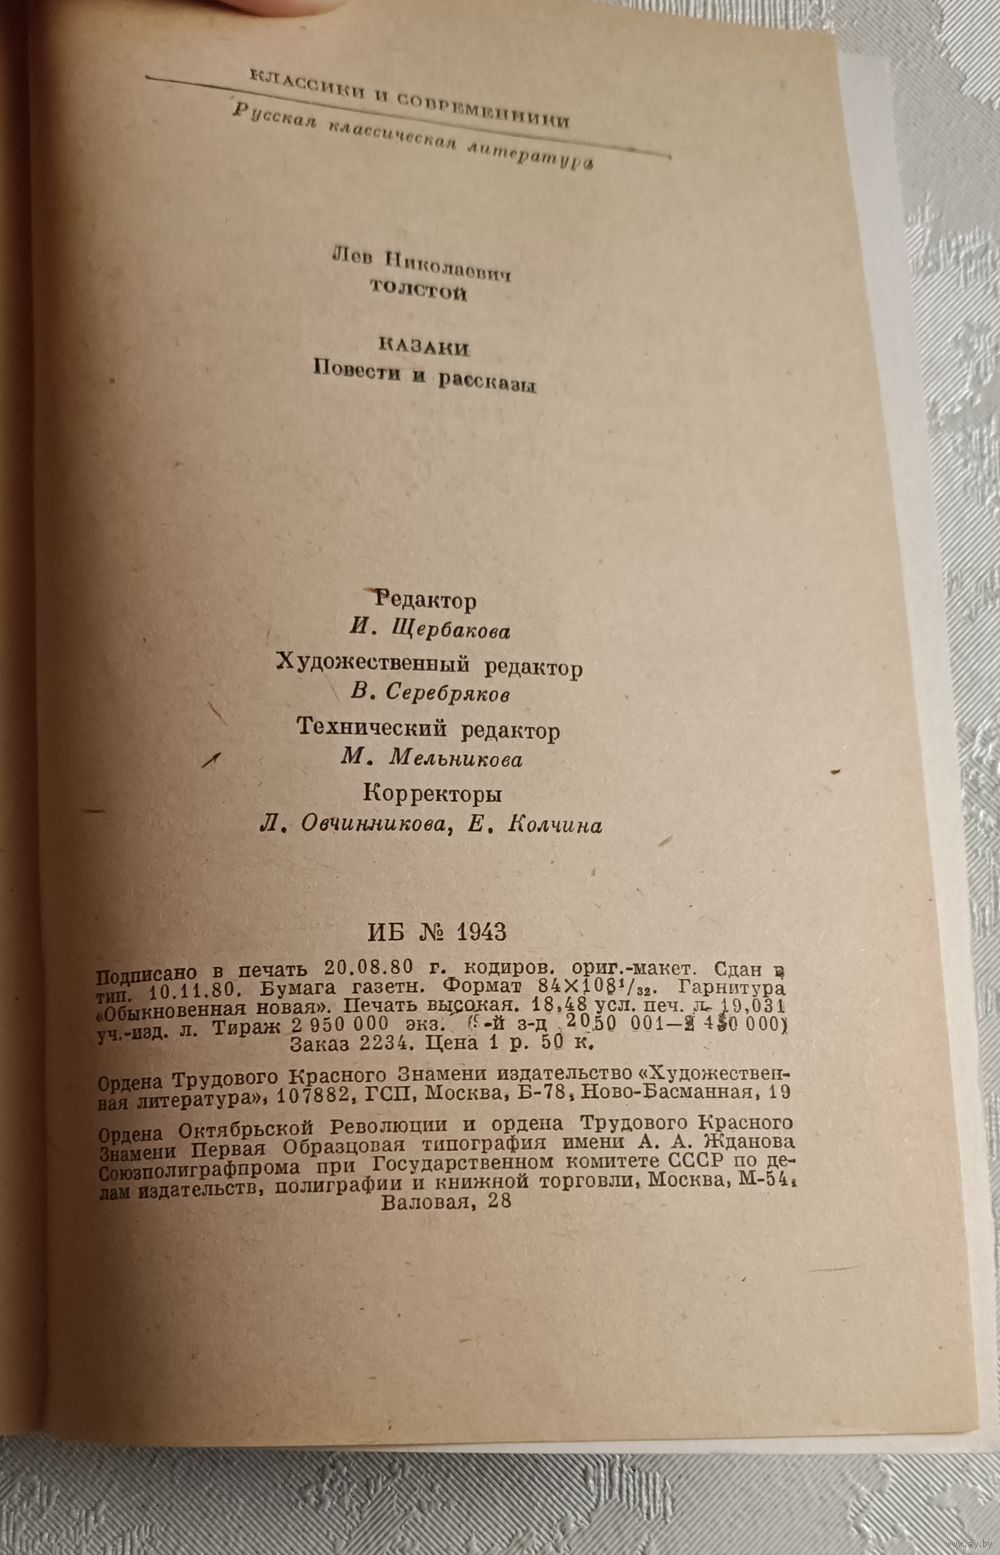 КЛАССИКИ И СОВРЕМЕННИКИ
Русская классическая литература
Лев Николаевич
ТОЛСТОЙ
КАЗАКИ
Повести и рассказы
Редактор
И. Щербакова
Художественный редактор
В. Серебряков
Технический редактор
М. Мельникова
Корректоры
Л. Овчинникова, Е. Колчина
ИБ № 1943
Подписано в печать 20.08.80 г. кодиров. ориг.-макет. Сдан в
тип. 10.11.80. Бумага газетн. Формат 84×108¹/₃₂. Гарнитура
«Обыкновенная новая». Печать высокая. 18,48 усл. печ. л. 19,031
уч.-изд. л. Тираж 2 950 000 экз. з-д 2050 001—
Заказ 2234. Цена 1 р. 50 к.
Ордена Трудового Красного Знамени издательство «Художествен-
ная литература», 107882, ГСП, Москва, Б-78, Ново-Басманная, 19
Ордена Октябрьской Революции и ордена Трудового Красного
Знамени Первая Образцовая типография имени А. А. Жданова
Союзполиграфпрома при Государственном комитете СССР по де-
лам издательств, полиграфии и книжной торговли, Москва, М-54,
Валовая, 28
www.ay.by